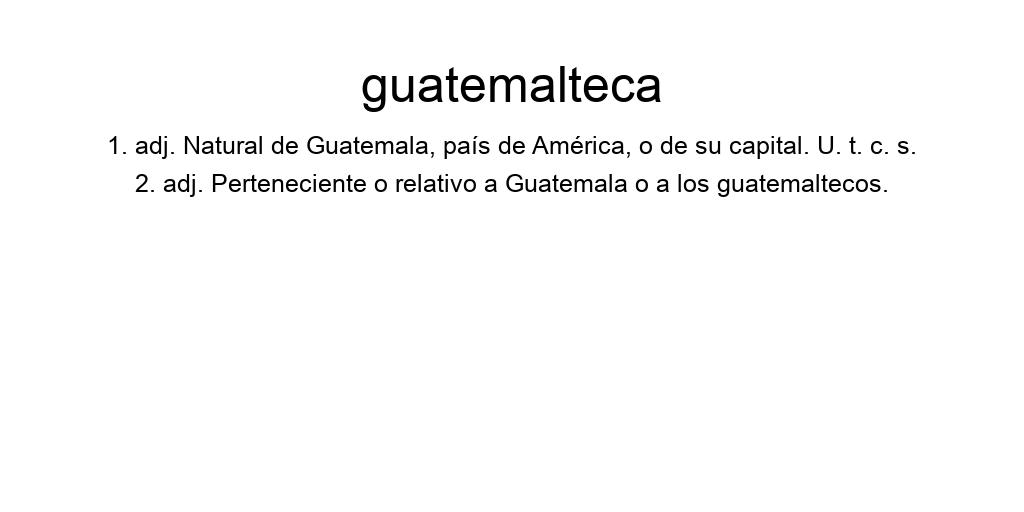 guatemalteca
1. adj. Natural de Guatemala, país de América, o de su capital. U. t. c. s.
2. adj. Perteneciente o relativo a Guatemala o a los guatemaltecos.